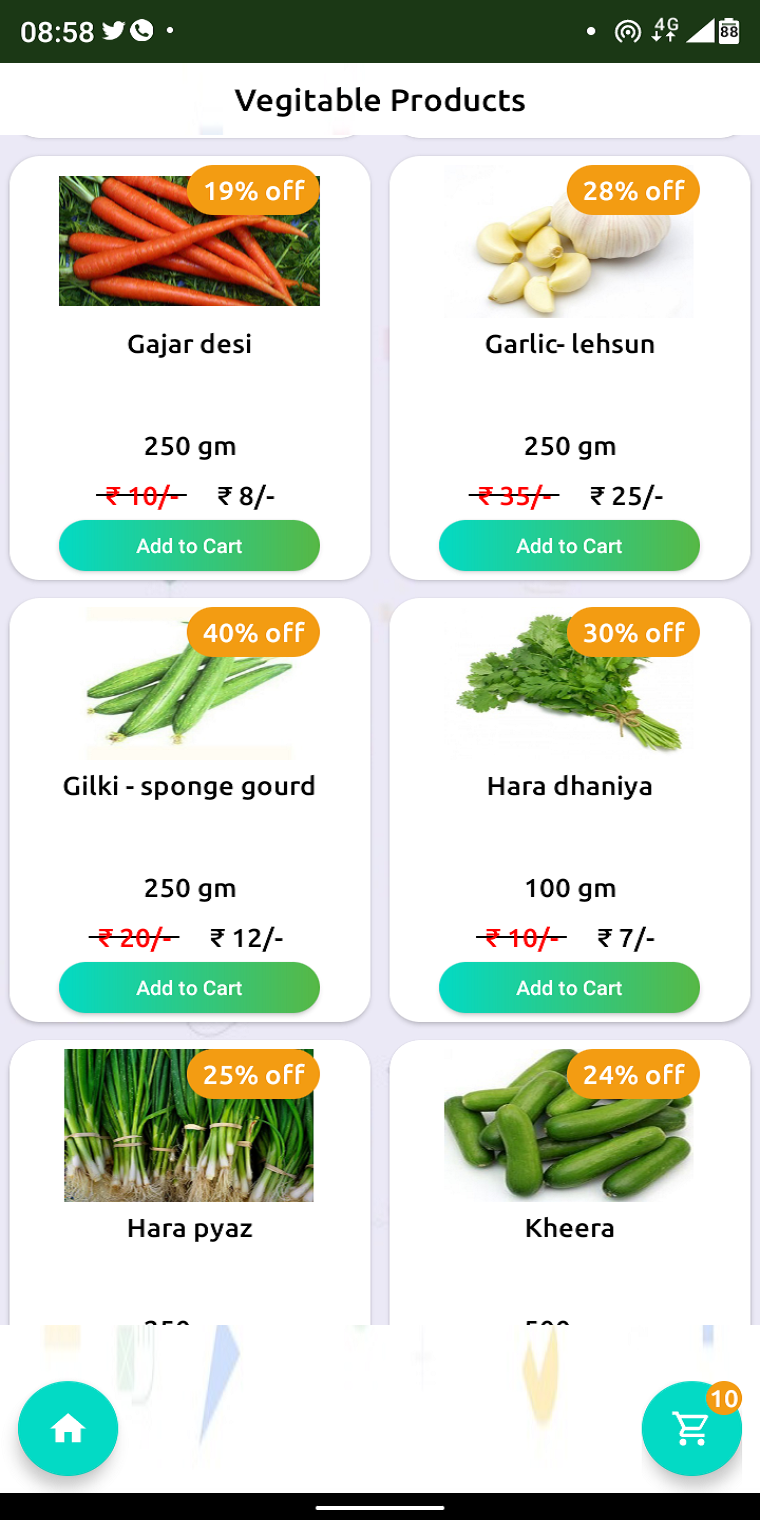 08:58
4G
88
Vegitable Products
19% off
28% off
Gajar desi
Garlic- lehsun
250 gm
250 gm
₹ 10/- ₹ 8/-
₹ 35/- ₹ 25/-
Add to Cart
Add to Cart
40% off
30% off
Gilki - sponge gourd
Hara dhaniya
250 gm
100 gm
₹ 20/- ₹ 12/-
₹ 10/- ₹ 7/-
Add to Cart
Add to Cart
25% off
24% off
Hara pyaz
Kheera
10